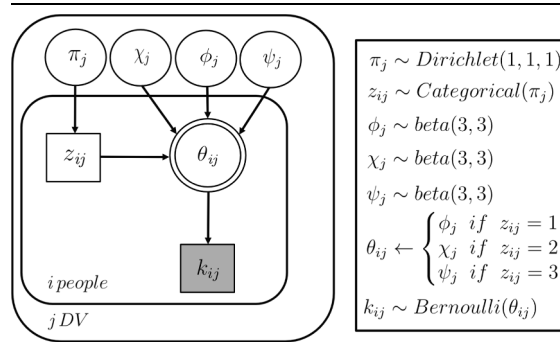 π_j χ_j φ_j ψ_j
z_ij θ_ij
k_ij
i people
j DV
π_j ∼ Dirichlet(1, 1, 1)
z_ij ∼ Categorical(π_j)
φ_j ∼ beta(3, 3)
χ_j ∼ beta(3, 3)
ψ_j ∼ beta(3, 3)
φ_j if z_ij = 1
θ_ij ← { χ_j if z_ij = 2
ψ_j if z_ij = 3
k_ij ∼ Bernoulli(θ_ij)